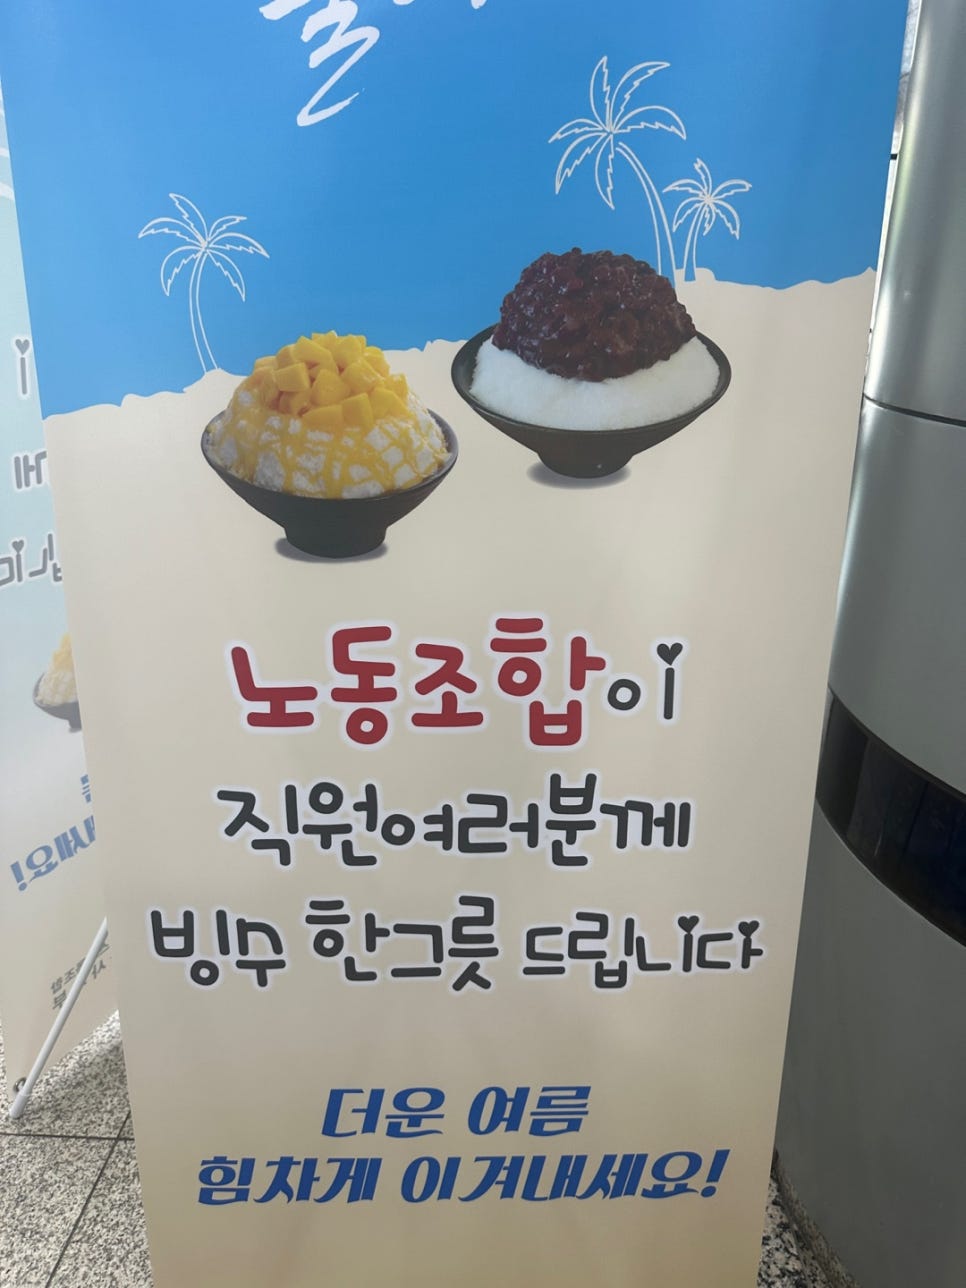 노동조합이
직원여러분께
빙수 한그릇 드립니다
더운 여름
힘차게 이겨내세요!